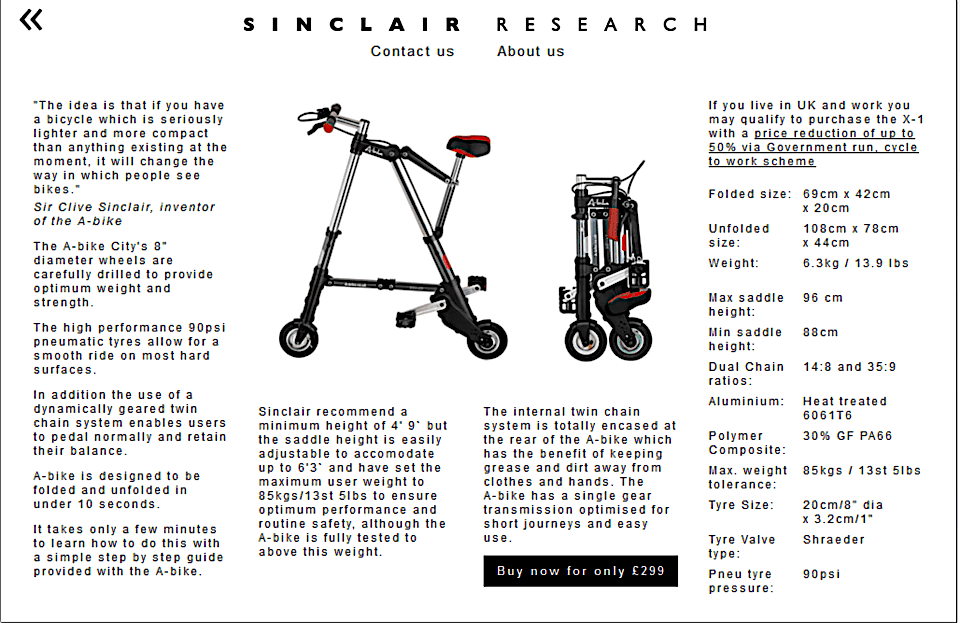 SINCLAIR RESEARCH
Contact us About us
"The idea is that if you have
a bicycle which is seriously
lighter and more compact
than anything existing at the
moment, it will change the
way in which people see
bikes."
Sir Clive Sinclair, inventor
of the A-bike
The A-bike City's 8"
diameter wheels are
carefully drilled to provide
optimum weight and
strength.
The high performance 90psi
pneumatic tyres allow for a
smooth ride on most hard
surfaces.
In addition the use of a
dynamically geared twin
chain system enables users
to pedal normally and retain
their balance.
A-bike is designed to be
folded and unfolded in
under 10 seconds.
It takes only a few minutes
to learn how to do this with
a simple step by step guide
provided with the A-bike.
Sinclair recommend a
minimum height of 4' 9` but
the saddle height is easily
adjustable to accomodate
up to 6'3` and have set the
maximum user weight to
85kgs/13st 5lbs to ensure
optimum performance and
routine safety, although the
A-bike is fully tested to
above this weight.
The internal twin chain
system is totally encased at
the rear of the A-bike which
has the benefit of keeping
grease and dirt away from
clothes and hands. The
A-bike has a single gear
transmission optimised for
short journeys and easy
use.
Buy now for only £299
If you live in UK and work you
may qualify to purchase the X-1
with a price reduction of up to
50% via Government run, cycle
to work scheme
Folded size: 69cm x 42cm
x 20cm
Unfolded 108cm x 78cm
size: x 44cm
Weight: 6.3kg / 13.9 lbs
Max saddle 96 cm
height:
Min saddle 88cm
height:
Dual Chain 14:8 and 35:9
ratios:
Aluminium: Heat treated
6061T6
Polymer 30% GF PA66
Composite:
Max. weight 85kgs / 13st 5lbs
tolerance:
Tyre Size: 20cm/8" dia
x 3.2cm/1"
Tyre Valve Shraeder
type:
Pneu tyre 90psi
pressure: